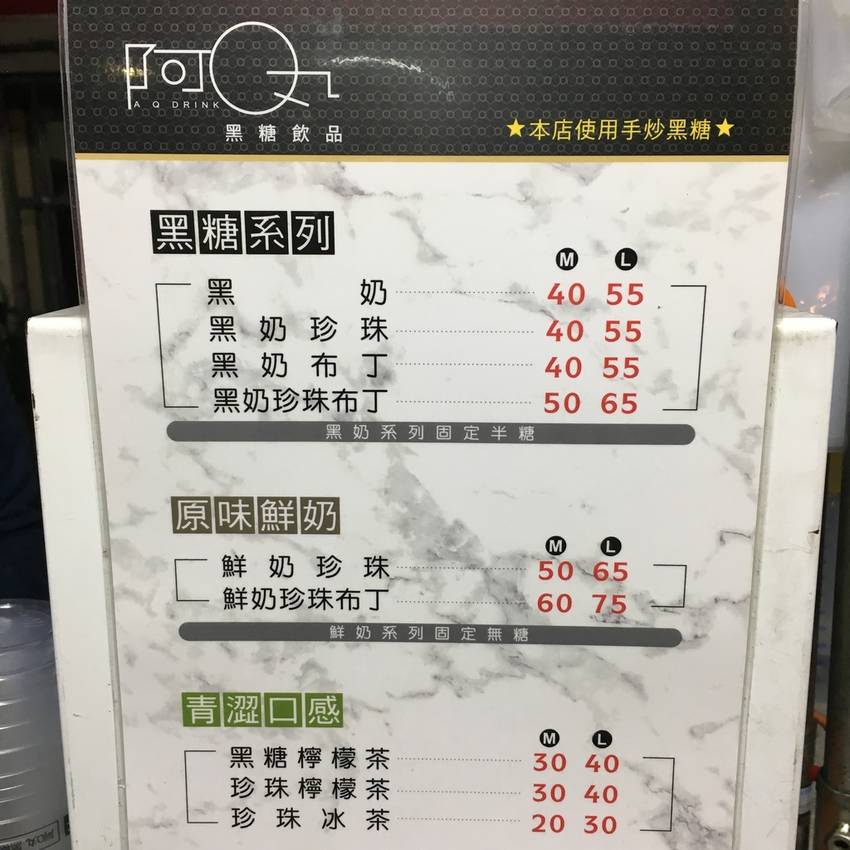 阿Q
A Q DRINK
黑糖飲品
★本店使用手炒黑糖★
黑糖系列
M L
黑奶 40 55
黑奶珍珠 40 55
黑奶布丁 40 55
黑奶珍珠布丁 50 65
黑奶系列固定半糖
原味鮮奶
M L
鮮奶珍珠 50 65
鮮奶珍珠布丁 60 75
鮮奶系列固定無糖
青澀口感
M L
黑糖檸檬茶 30 40
珍珠檸檬茶 30 40
珍珠冰茶 20 30